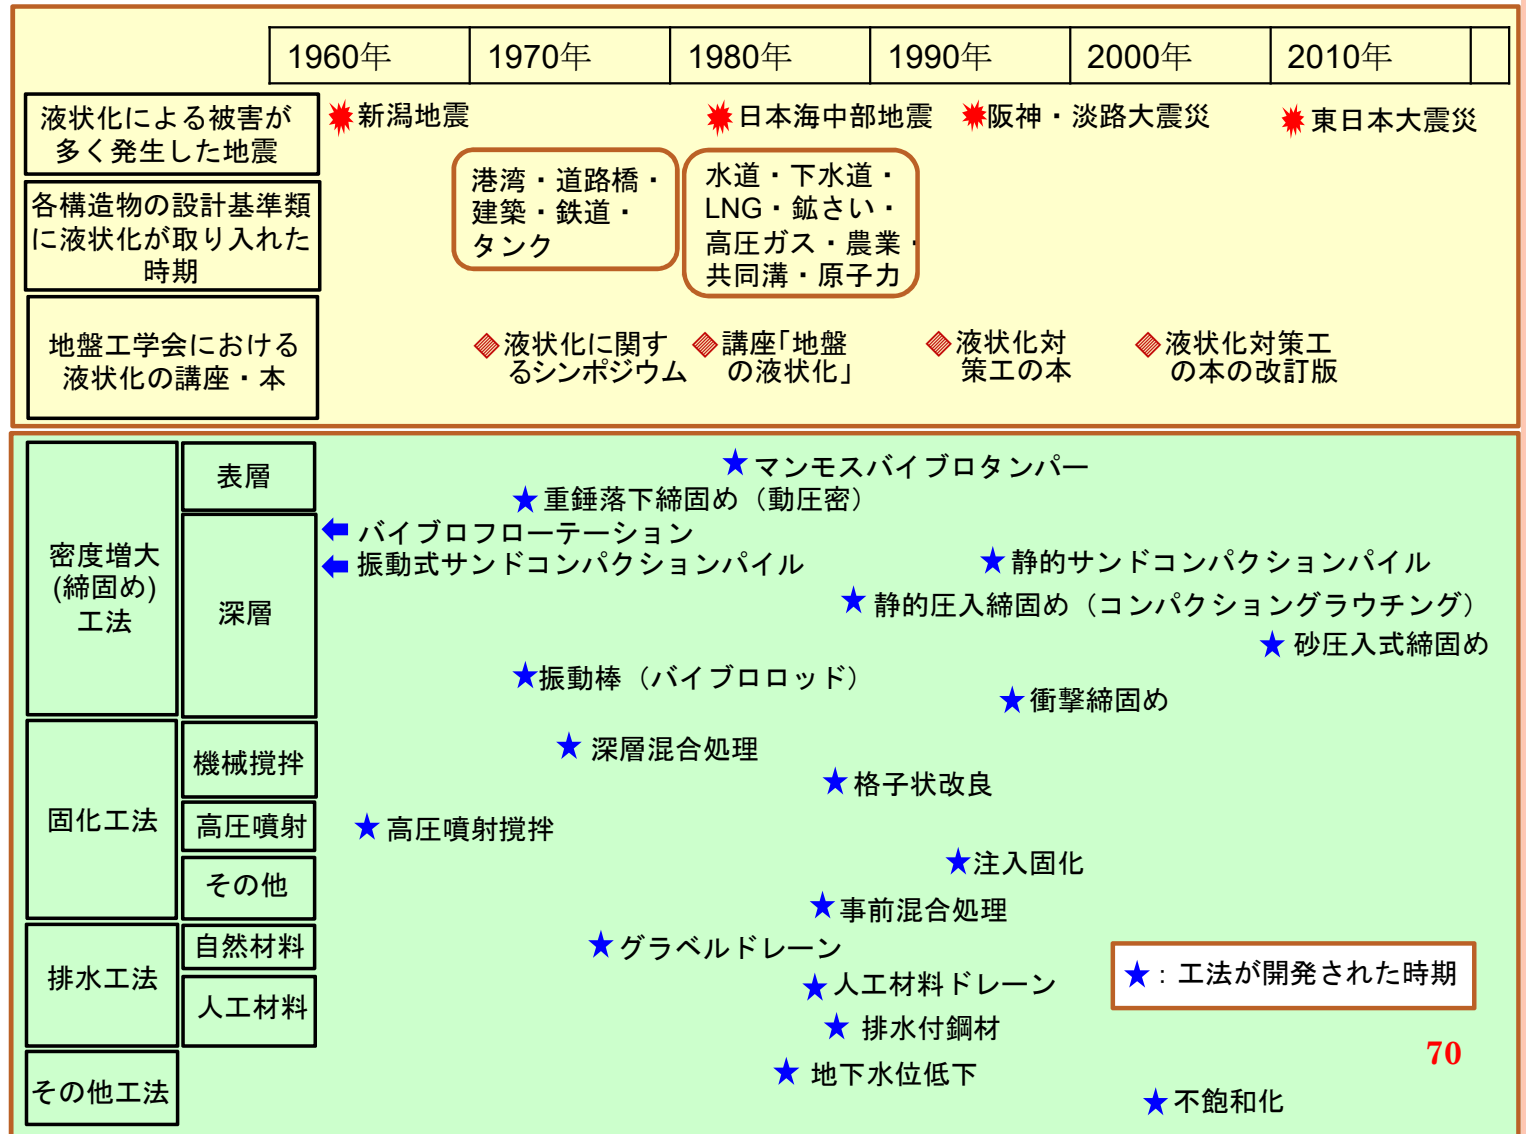 1960年 1970年 1980年 1990年 2000年 2010年
液状化による被害が
多く発生した地震
新潟地震
日本海中部地震
阪神・淡路大震災
東日本大震災
各構造物の設計基準類
に液状化が取り入れた
時期
港湾・道路橋・
建築・鉄道・
タンク
水道・下水道・
LNG・鉱さい・
高圧ガス・農業・
共同溝・原子力
地盤工学会における
液状化の講座・本
液状化に関す
るシンポジウム
講座「地盤
の液状化」
液状化対
策工の本
液状化対策工
の本の改訂版
密度増大
(締固め)
工法
表層
マンモスバイブロタンパー
重錘落下締固め（動圧密）
深層
バイブロフローテーション
振動式サンドコンパクションパイル
静的サンドコンパクションパイル
静的圧入締固め（コンパクショングラウチング）
砂圧入式締固め
振動棒（バイブロロッド）
衝撃締固め
固化工法
機械撹拌
深層混合処理
格子状改良
高圧噴射
高圧噴射撹拌
その他
注入固化
事前混合処理
排水工法
自然材料
グラベルドレーン
人工材料
人工材料ドレーン
排水付鋼材
その他工法
地下水位低下
不飽和化
★：工法が開発された時期
70